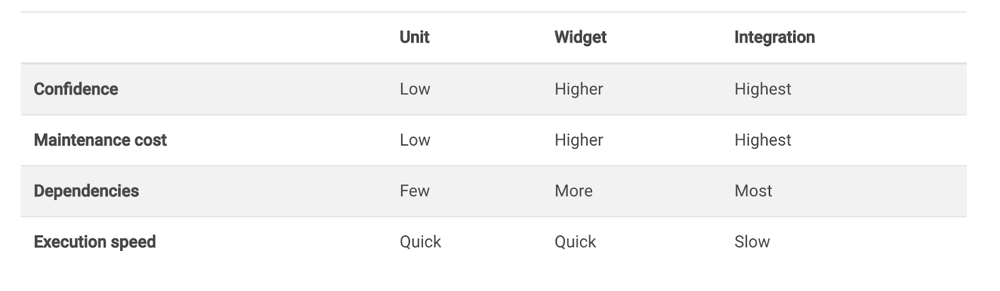 Unit Widget Integration
Confidence Low Higher Highest
Maintenance cost Low Higher Highest
Dependencies Few More Most
Execution speed Quick Quick Slow